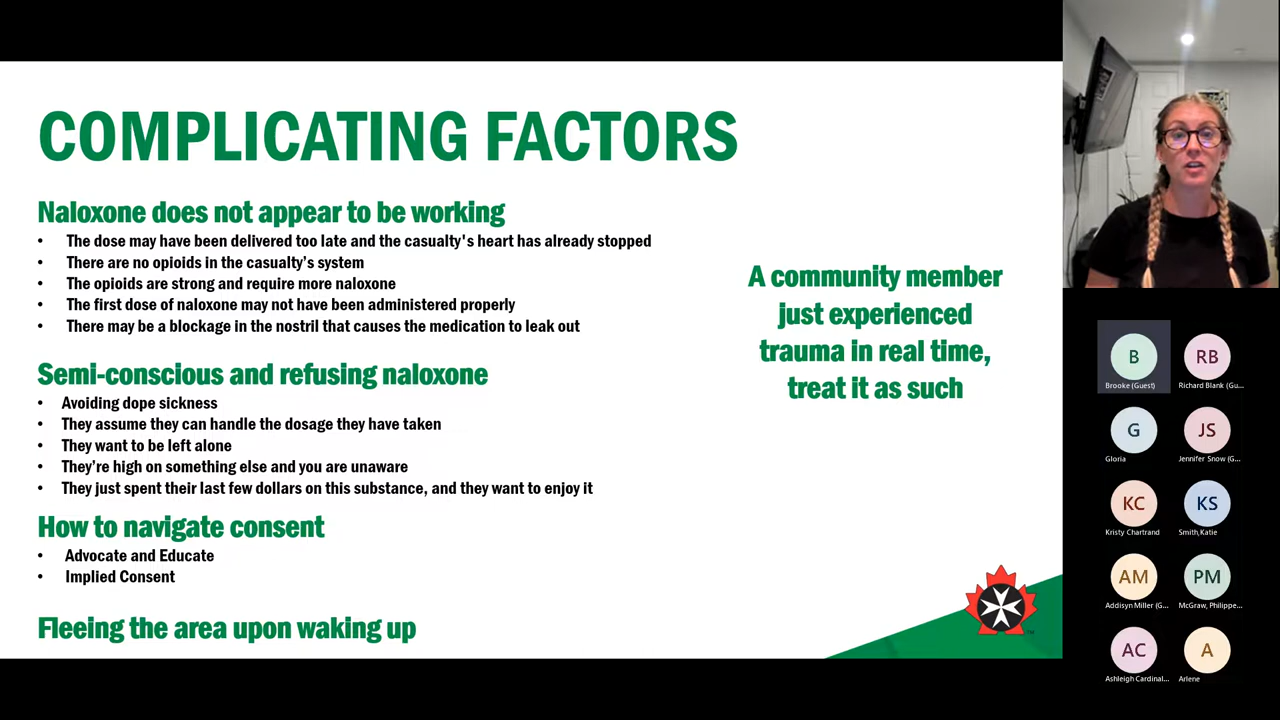 COMPLICATING FACTORS
Naloxone does not appear to be working
• The dose may have been delivered too late and the casualty's heart has already stopped
• There are no opioids in the casualty's system
• The opioids are strong and require more naloxone
• The first dose of naloxone may not have been administered properly
• There may be a blockage in the nostril that causes the medication to leak out
Semi-conscious and refusing naloxone
• Avoiding dope sickness
• They assume they can handle the dosage they have taken
• They want to be left alone
• They're high on something else and you are unaware
• They just spent their last few dollars on this substance, and they want to enjoy it
How to navigate consent
• Advocate and Educate
• Implied Consent
Fleeing the area upon waking up
A community member
just experienced
trauma in real time,
treat it as such
B
Brooke (Guest)
RB
Richard Blank (Gu...
G
Gloria
JS
Jennifer Snow (G...
KC
Kristy Chartrand
KS
Smith,Katie
AM
Addisyn Miller (G...
PM
McGraw, Philippe...
AC
Ashleigh Cardinal...
A
Arlene